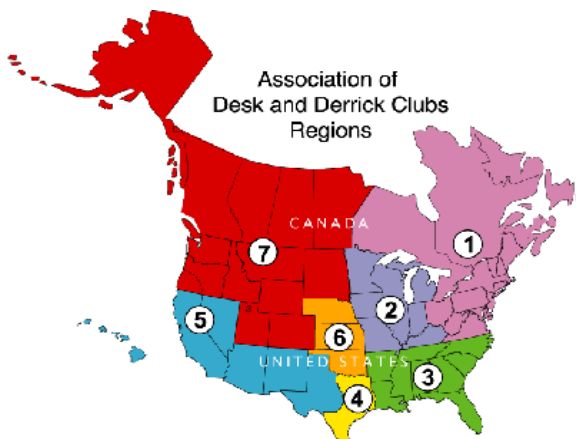 Association of
Desk and Derrick Clubs
Regions
CANADA
1
7
2
5
6
UNITED STATES
3
4